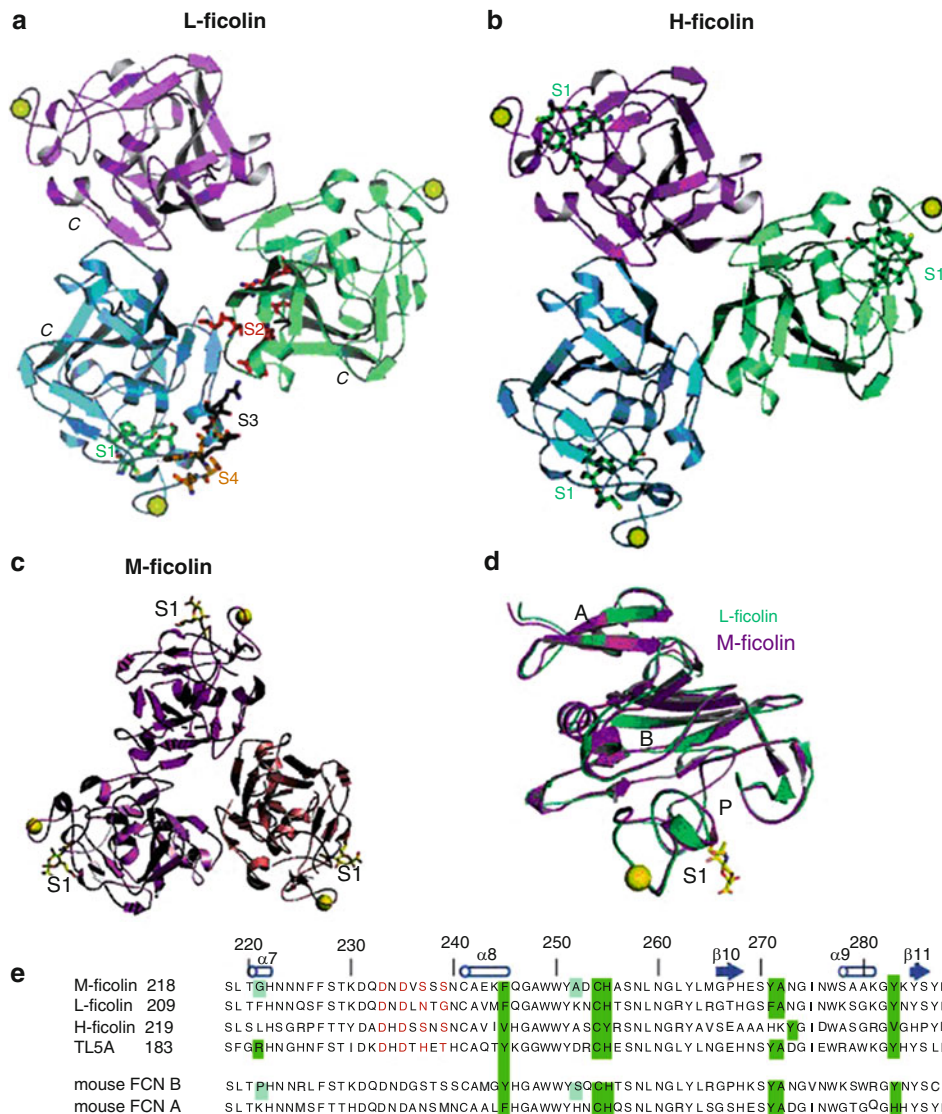 a
L-ficolin
C
C
C
S2
S3
S1
S4
b
H-ficolin
S1
S1
S1
c
M-ficolin
S1
S1
S1
d
A
L-ficolin
M-ficolin
B
P
S1
220 230 240 250 260 270 280
α7 α8 β10 α9 β11
e
M-ficolin 218 SLTGHNNNFFSTKDQDNDVSSSNCAEKFQGAWWYADCHASNLNGLYLMGPHESYANGINWSAAKGYKYSY
L-ficolin 209 SLTFHNNQSFSTKDQDNDLNTGNCAVMFQGAWWYKNCHTSNLNGRYLRGTHGSFANGINWKSGKGYNYSY
H-ficolin 219 SLSLHSGRPFTTYDADHDSSNSNCAVIVHGAWWYASCYRSNLNGRYAVSEAAAHKYGIDWASGRGVGHPY
TL5A 183 SFGRHNGHNFSTIDKDHDTHETHCAQTYKGGWWYDRCHESNLNGLYLNGEHNSYADGIEWRAWKGYHYSL
mouse FCN B SLTPHNNRLFSTKDQDNDGSTSSCAMGYHGAWWYSQCHTSNLNGLYLRGPHKSYANGVNWKSWRGYNYSC
mouse FCN A SLTKHNNMSFTTHDQDNDANSMNCAALFHGAWWYHNCHQSNLNGRYLSGSHESYADGINWGTGQGHHYSY